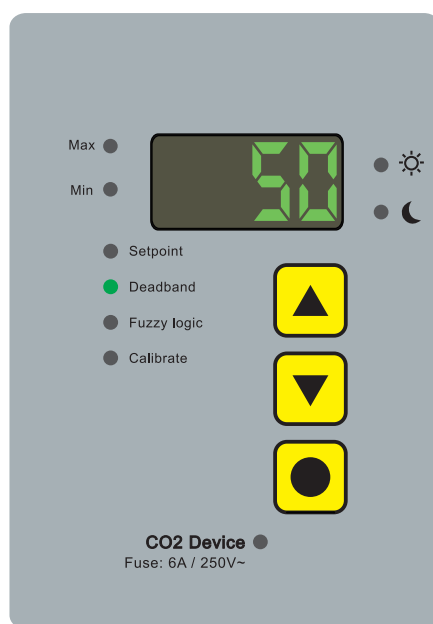 Max
50
Min
Setpoint
Deadband
Fuzzy logic
Calibrate
CO2 Device
Fuse: 6A / 250V~